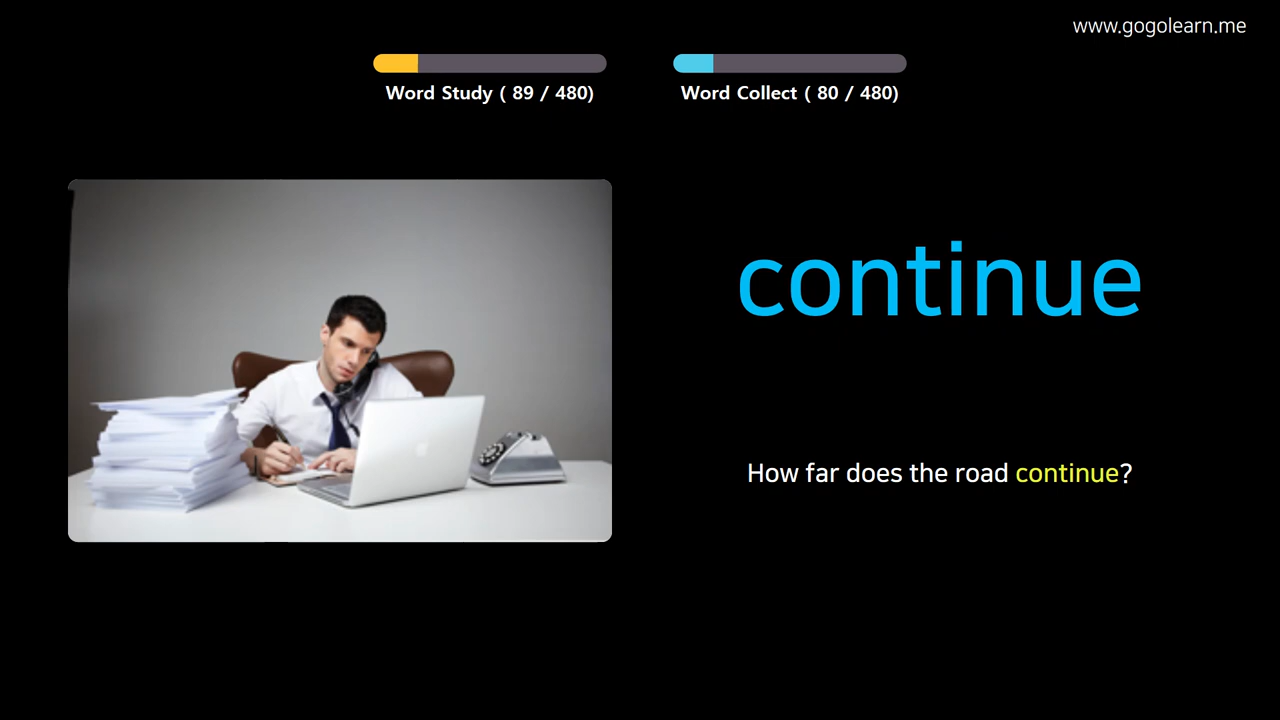 www.gogolearn.me
Word Study ( 89 / 480)
Word Collect ( 80 / 480)
continue
How far does the road continue?